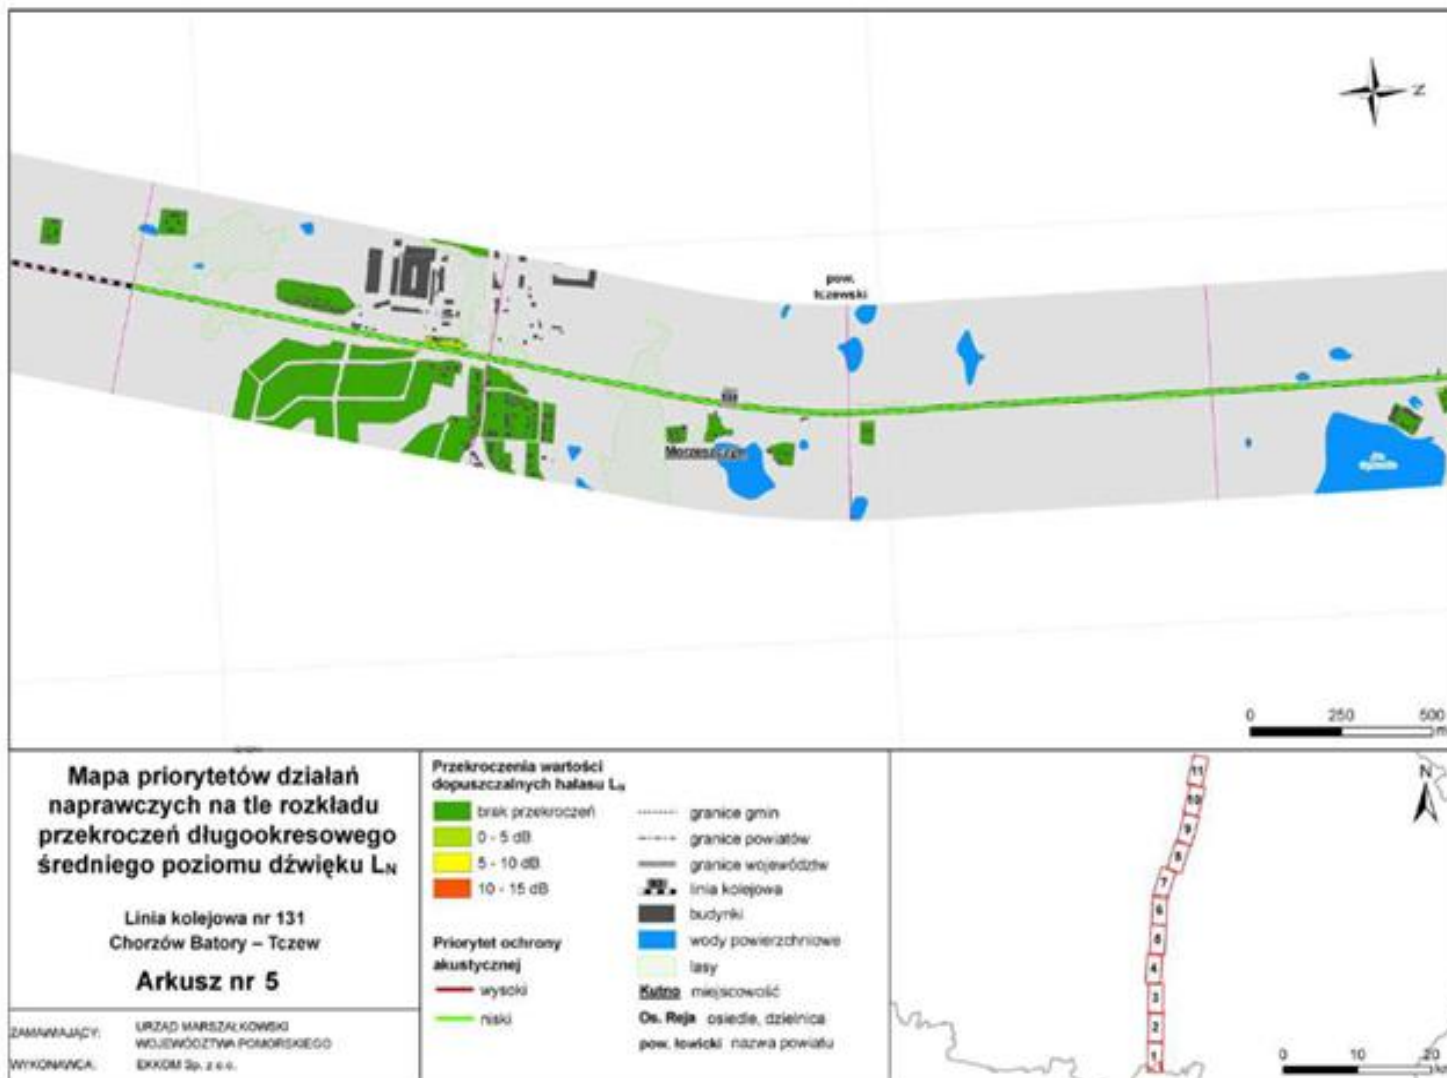 N
pow.
tczewski
Morzeszczyn
0 250 500
m
Mapa priorytetów działań
naprawczych na tle rozkładu
przekroczeń długookresowego
średniego poziomu dźwięku LN
Linia kolejowa nr 131
Chorzów Batory – Tczew
Arkusz nr 5
ZAMAWIAJĄCY: URZĄD MARSZAŁKOWSKI
WOJEWÓDZTWA POMORSKIEGO
WYKONAWCA: EKKOM Sp. z o.o.
Przekroczenia wartości
dopuszczalnych hałasu LN
brak przekroczeń
0 - 5 dB
5 - 10 dB
10 - 15 dB
Priorytet ochrony
akustycznej
wysoki
niski
granice gmin
granice powiatów
granice województw
linia kolejowa
budynki
wody powierzchniowe
lasy
Kutno miejscowość
Os. Reja osiedle, dzielnica
pow. łowicki nazwa powiatu
N
11
10
9
8
7
6
5
4
3
2
1
0 10 20
km